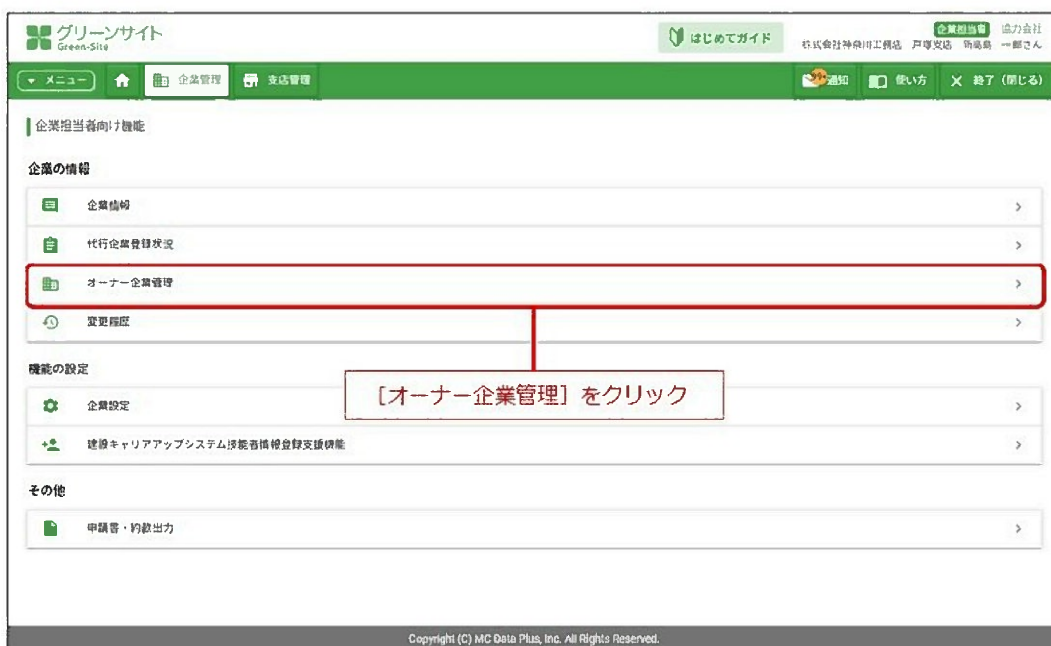 グリーンサイト
Green-Site
はじめてガイド
企業担当者 協力会社
株式会社神奈川工務店 戸塚支店 新高島 一郎さん
メニュー 企業管理 支店管理 99+ 通知 使い方 × 終了（閉じる）
企業担当者向け機能
企業の情報
企業情報
代行企業登録状況
オーナー企業管理
変更履歴
機能の設定
[オーナー企業管理] をクリック
企業設定
建設キャリアアップシステム技能者情報登録支援機能
その他
申請書・約款出力
Copyright (C) MC Data Plus, Inc. All Rights Reserved.